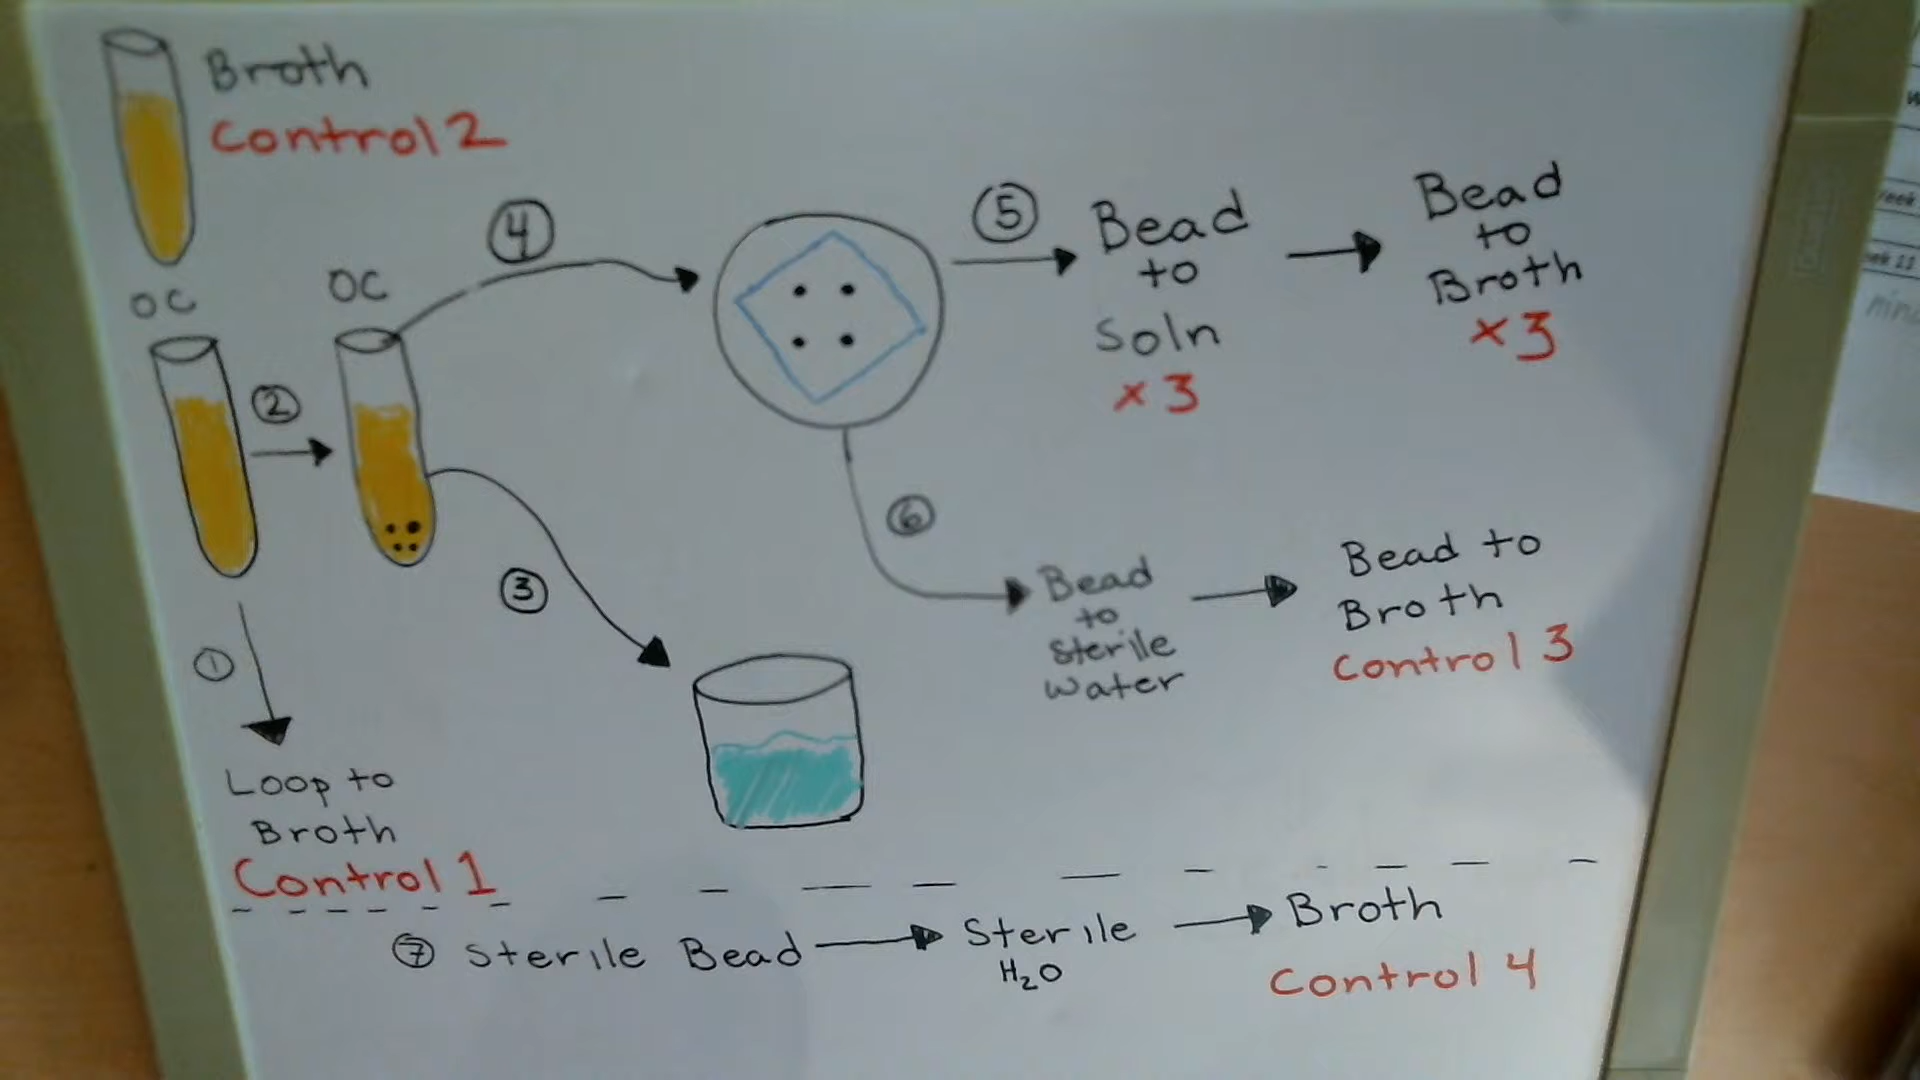 Broth
Control 2
OC
OC
①
Loop to
Broth
Control 1
②
③
④
⑤
Bead
to
Soln
x 3
Bead
to
Broth
x 3
⑥
Bead
to
Sterile
Water
Bead to
Broth
Control 3
⑦ Sterile Bead Sterile Broth
H₂O
Control 4